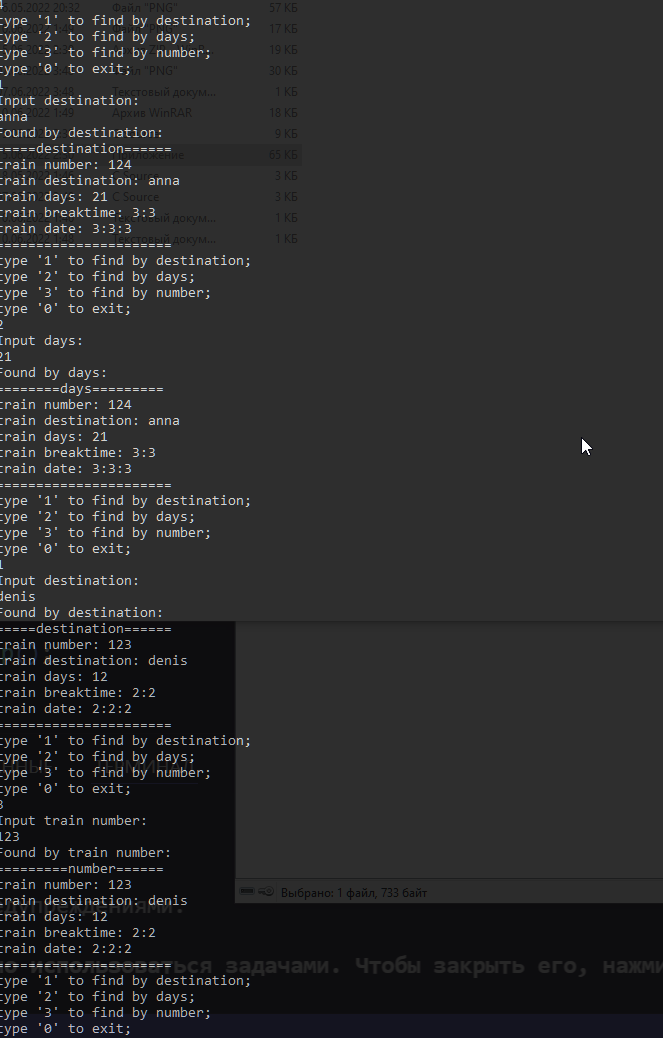 .05.2022 20:32 Файл "PNG" 57 КБ
type '1' to find by destination;
17 КБ
type '2' to find by days;
type '3' to find by number;
19 КБ
type '0' to exit;
"PNG" 30 КБ
1
Текстовый докум... 1 КБ
Input destination:
Архив WinRAR 18 КБ
anna
Found by destination:
9 КБ
=====destination======
65 КБ
train number: 124
3 КБ
train destination: anna
train days: 21
C Source 3 КБ
train breaktime: 3:3
Текстовый докум... 1 КБ
train date: 3:3:3
Текстовый докум... 1 КБ
======================
type '1' to find by destination;
type '2' to find by days;
type '3' to find by number;
type '0' to exit;
2
Input days:
21
Found by days:
========days=========
train number: 124
train destination: anna
train days: 21
train breaktime: 3:3
train date: 3:3:3
======================
type '1' to find by destination;
type '2' to find by days;
type '3' to find by number;
type '0' to exit;
1
Input destination:
denis
Found by destination:
=====destination======
train number: 123
train destination: denis
train days: 12
train breaktime: 2:2
train date: 2:2:2
======================
type '1' to find by destination;
type '2' to find by days;
type '3' to find by number;
type '0' to exit;
3
Input train number:
123
Found by train number:
=========number======
train number: 123
Выбрано: 1 файл, 733 байт
train destination: denis
train days: 12
train breaktime: 2:2
train date: 2:2:2
======================
использоваться задачами. Чтобы закрыть его, нажми
type '1' to find by destination;
type '2' to find by days;
type '3' to find by number;
type '0' to exit;